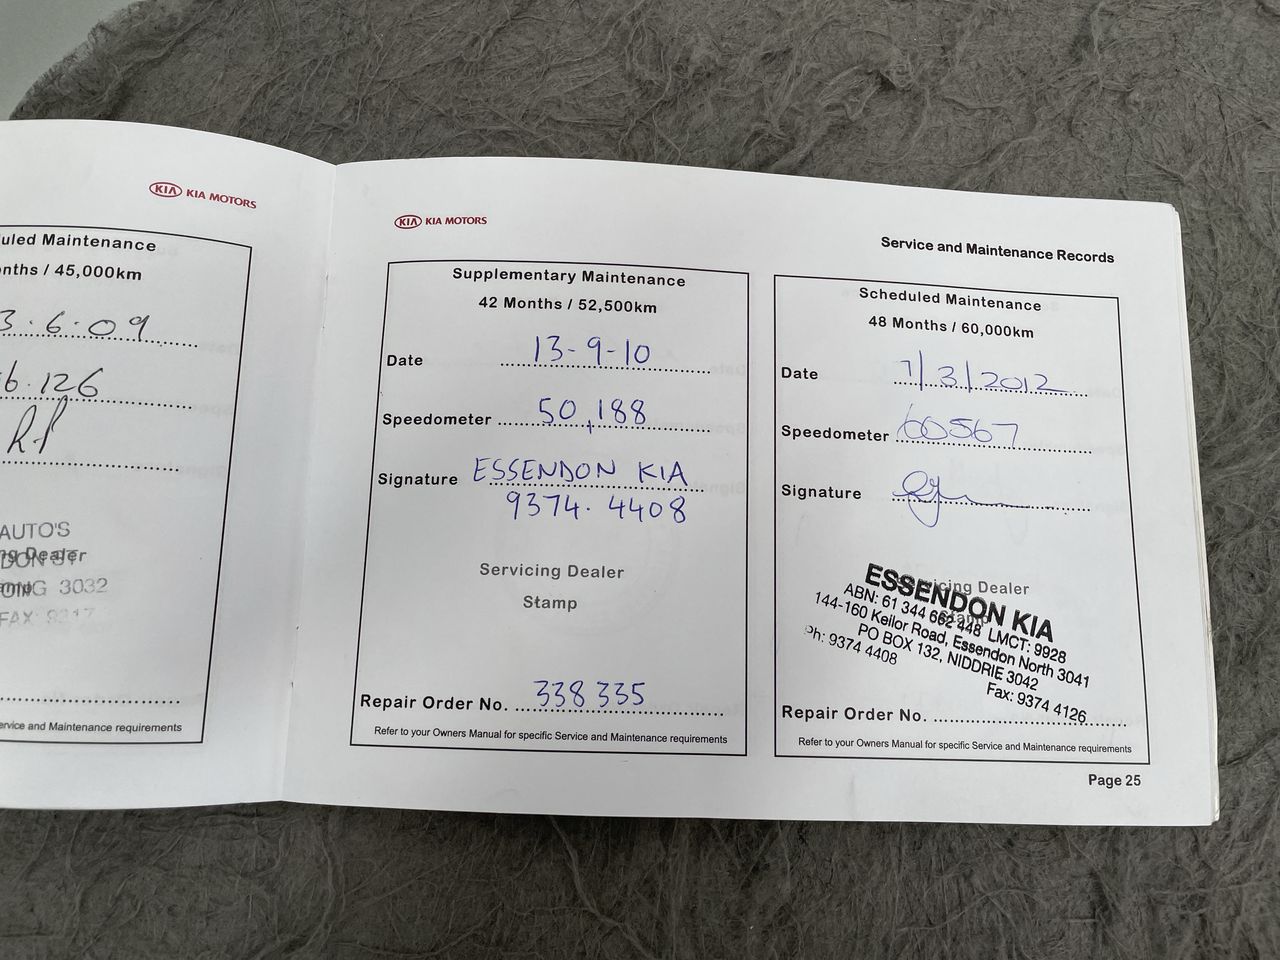 KIA KIA MOTORS
uled Maintenance
nths / 45,000km
3.6.09
6.126
AUTO'S
Dealer
3032
FAX: 9317
ervice and Maintenance requirements
KIA KIA MOTORS
Service and Maintenance Records
Supplementary Maintenance
42 Months / 52,500km
Date 13-9-10
Speedometer 50,188
Signature ESSENDON KIA
9374.4408
Servicing Dealer
Stamp
Repair Order No. 338335
Refer to your Owners Manual for specific Service and Maintenance requirements
Scheduled Maintenance
48 Months / 60,000km
Date 7/3/2012
Speedometer 60567
Signature
Servicing Dealer
Stamp
ESSENDON KIA
ABN: 61 344 662 448 LMCT: 9928
144-160 Keilor Road, Essendon North 3041
PO BOX 132, NIDDRIE 3042
Ph: 9374 4408
Fax: 9374 4126
Repair Order No.
Refer to your Owners Manual for specific Service and Maintenance requirements
Page 25